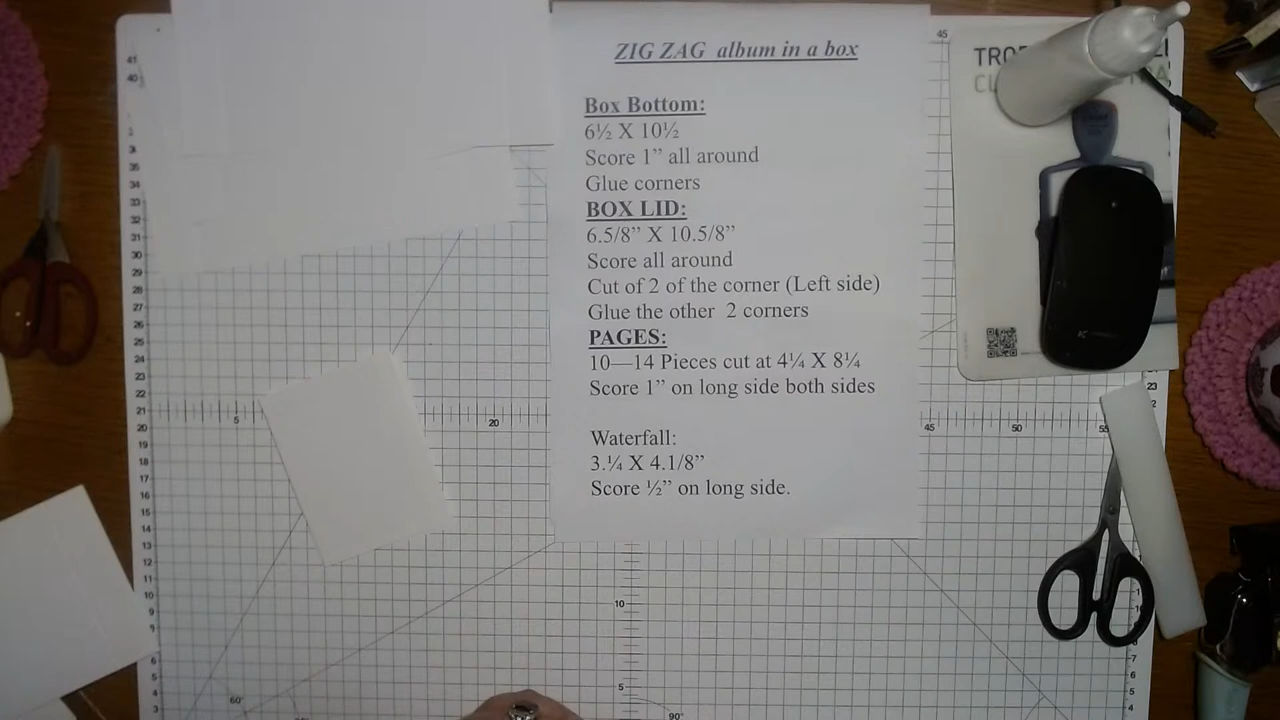 ZIG ZAG album in a box
Box Bottom:
6½ X 10½
Score 1” all around
Glue corners
BOX LID:
6.5/8” X 10.5/8”
Score all around
Cut of 2 of the corner (Left side)
Glue the other 2 corners
PAGES:
10—14 Pieces cut at 4¼ X 8¼
Score 1” on long side both sides
Waterfall:
3.¼ X 4.1/8”
Score ½” on long side.